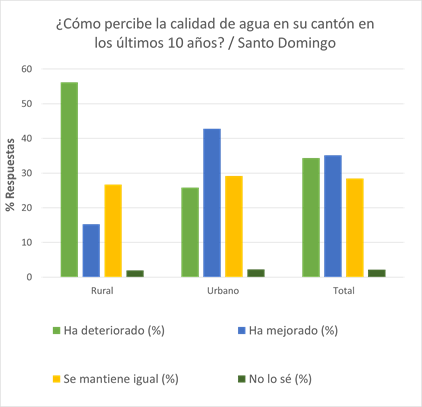 ¿Cómo percibe la calidad de agua en su cantón en
los últimos 10 años? / Santo Domingo
60
50
40
30
20
10
0
% Respuestas
Rural
Urbano
Total
Ha deteriorado (%)
Ha mejorado (%)
Se mantiene igual (%)
No lo sé (%)